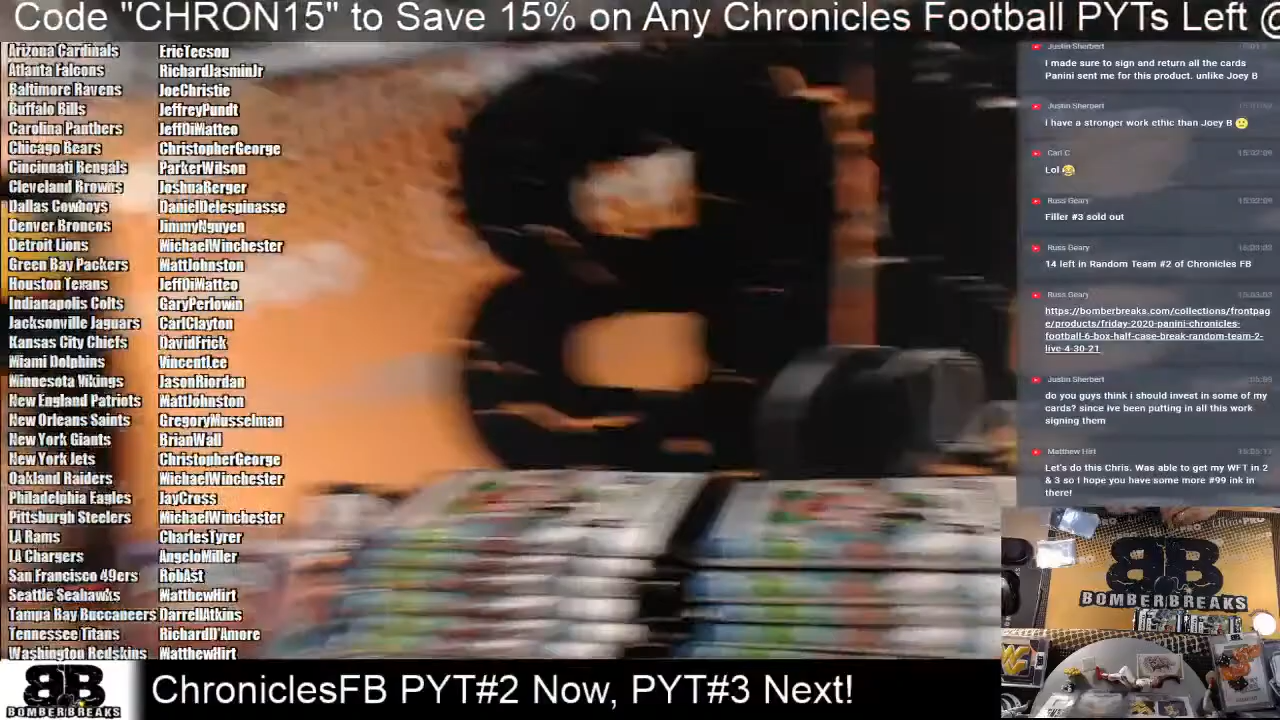 Code "CHRON15" to Save 15% on Any Chronicles Football PYTs Left @
Arizona Cardinals EricTecson
Atlanta Falcons RichardJasminJr
Baltimore Ravens JoeChristie
Buffalo Bills JeffreyPundt
Carolina Panthers JeffDiMatteo
Chicago Bears ChristopherGeorge
Cincinnati Bengals ParkerWilson
Cleveland Browns JoshuaBerger
Dallas Cowboys DanielDelespinasse
Denver Broncos JimmyNguyen
Detroit Lions MichaelWinchester
Green Bay Packers MattJohnston
Houston Texans JeffDiMatteo
Indianapolis Colts GaryPerlowin
Jacksonville Jaguars CarlClayton
Kansas City Chiefs DavidFrick
Miami Dolphins VincentLee
Minnesota Vikings JasonRiordan
New England Patriots MattJohnston
New Orleans Saints GregoryMusselman
New York Giants BrianWall
New York Jets ChristopherGeorge
Oakland Raiders MichaelWinchester
Philadelphia Eagles JayCross
Pittsburgh Steelers MichaelWinchester
LA Rams CharlesTyrer
LA Chargers AngeloMiller
San Francisco 49ers RobAst
Seattle Seahawks MatthewHirt
Tampa Bay Buccaneers DarrellAtkins
Tennessee Titans RichardD'Amore
Washington Redskins MatthewHirt
Justin Sherbert
I made sure to sign and return all the cards
Panini sent me for this product. unlike Joey B
Justin Sherbert
i have a stronger work ethic than Joey B 🙁
Carl C
Lol 😂
Russ Geary
Filler #3 sold out
Russ Geary
14 left in Random Team #2 of Chronicles FB
Russ Geary
https://bomberbreaks.com/collections/frontpag
e/products/friday-2020-panini-chronicles-
football-6-box-half-case-break-random-team-2-
live-4-30-21
Justin Sherbert
do you guys think i should invest in some of my
cards? since ive been putting in all this work
signing them
Matthew Hirt
Let's do this Chris. Was able to get my WFT in 2
& 3 so I hope you have some more #99 ink in
there!
BOMBERBREAKS
BB
BOMBERBREAKS
ChroniclesFB PYT#2 Now, PYT#3 Next!